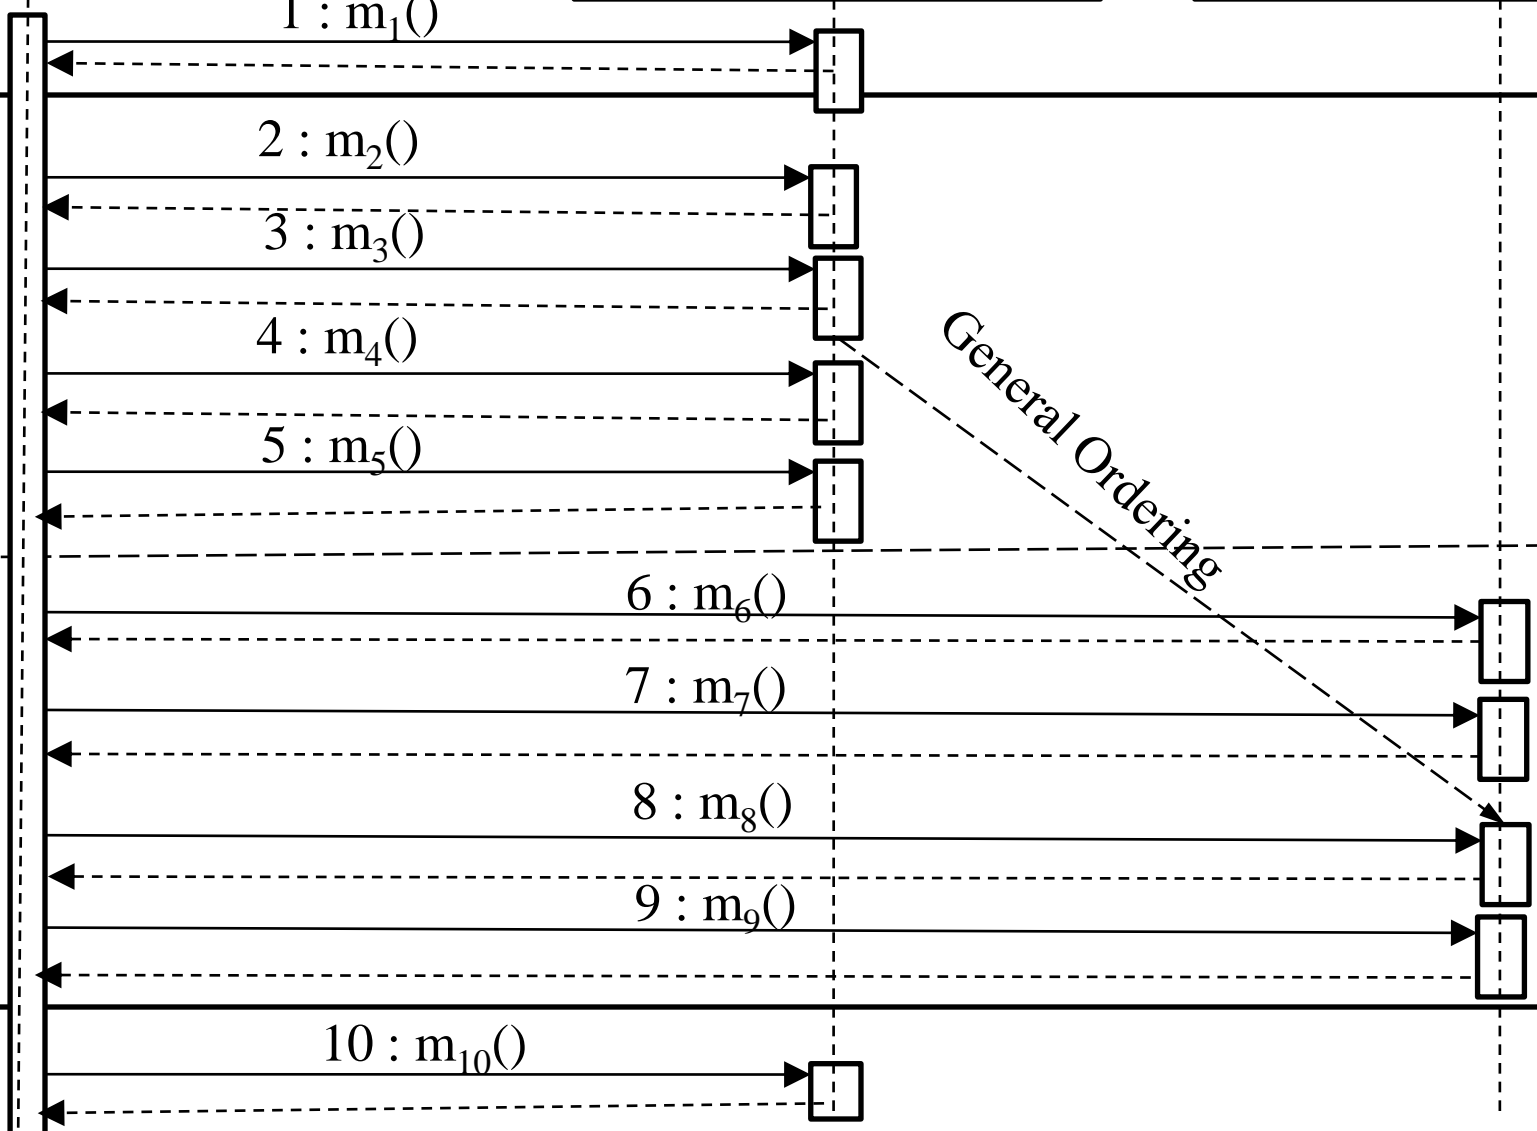 1 : m₁()
2 : m₂()
3 : m₃()
4 : m₄()
General Ordering
5 : m₅()
6 : m₆()
7 : m₇()
8 : m₈()
9 : m₉()
10 : m₁₀()